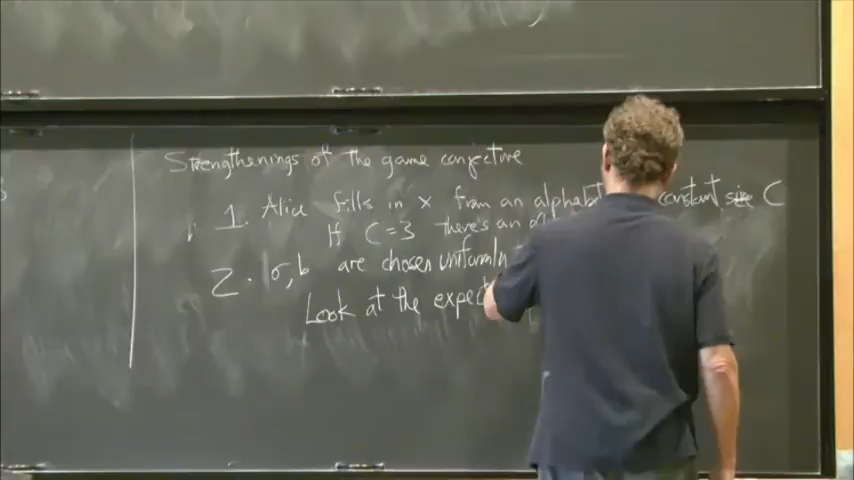 Strengthenings of the game conjective
1. Alice fills in x from an alphabet constant size C
If C=3 there's an
2. σ, b are chosen uniformly
Look at the expect